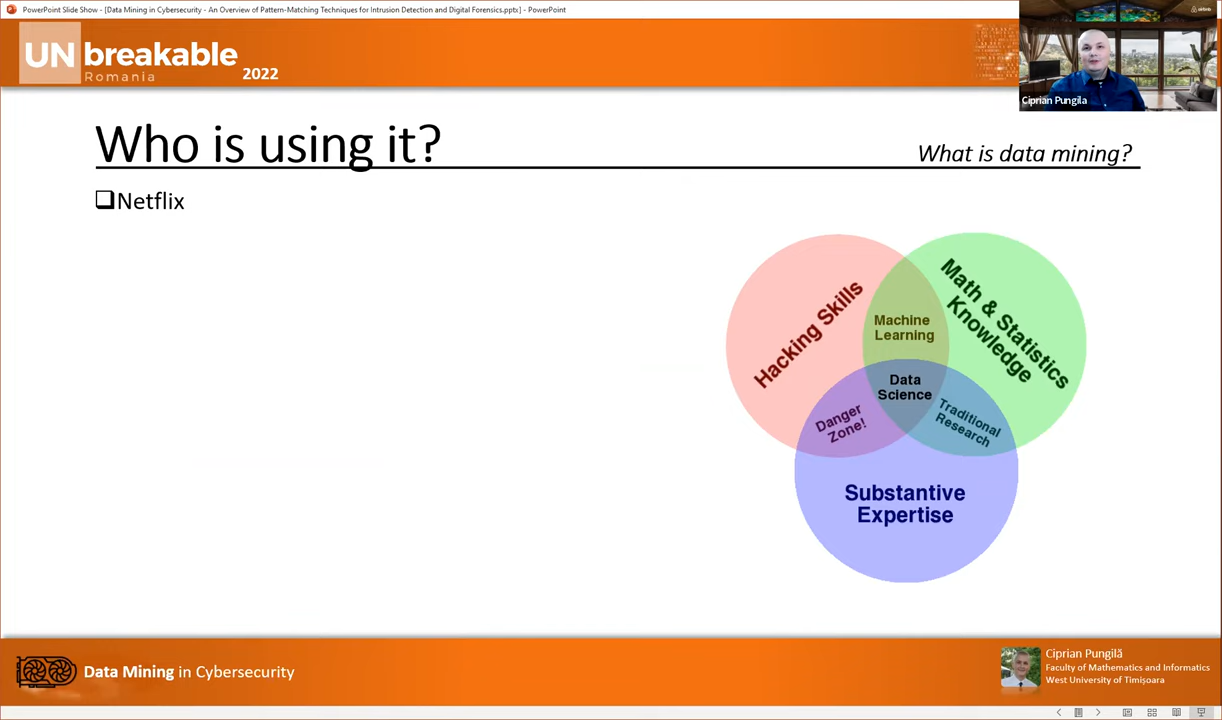 PowerPoint Slide Show - [Data Mining in Cybersecurity - An Overview of Pattern-Matching Techniques for Intrusion Detection and Digital Forensics.pptx] - PowerPoint
UNbreakable
Romania
2022
airbnb
Ciprian Pungila
Who is using it?
What is data mining?
❑Netflix
Hacking Skills
Math & Statistics
Knowledge
Machine
Learning
Data
Science
Danger
Zone!
Traditional
Research
Substantive
Expertise
Data Mining in Cybersecurity
Ciprian Pungilă
Faculty of Mathematics and Informatics
West University of Timișoara